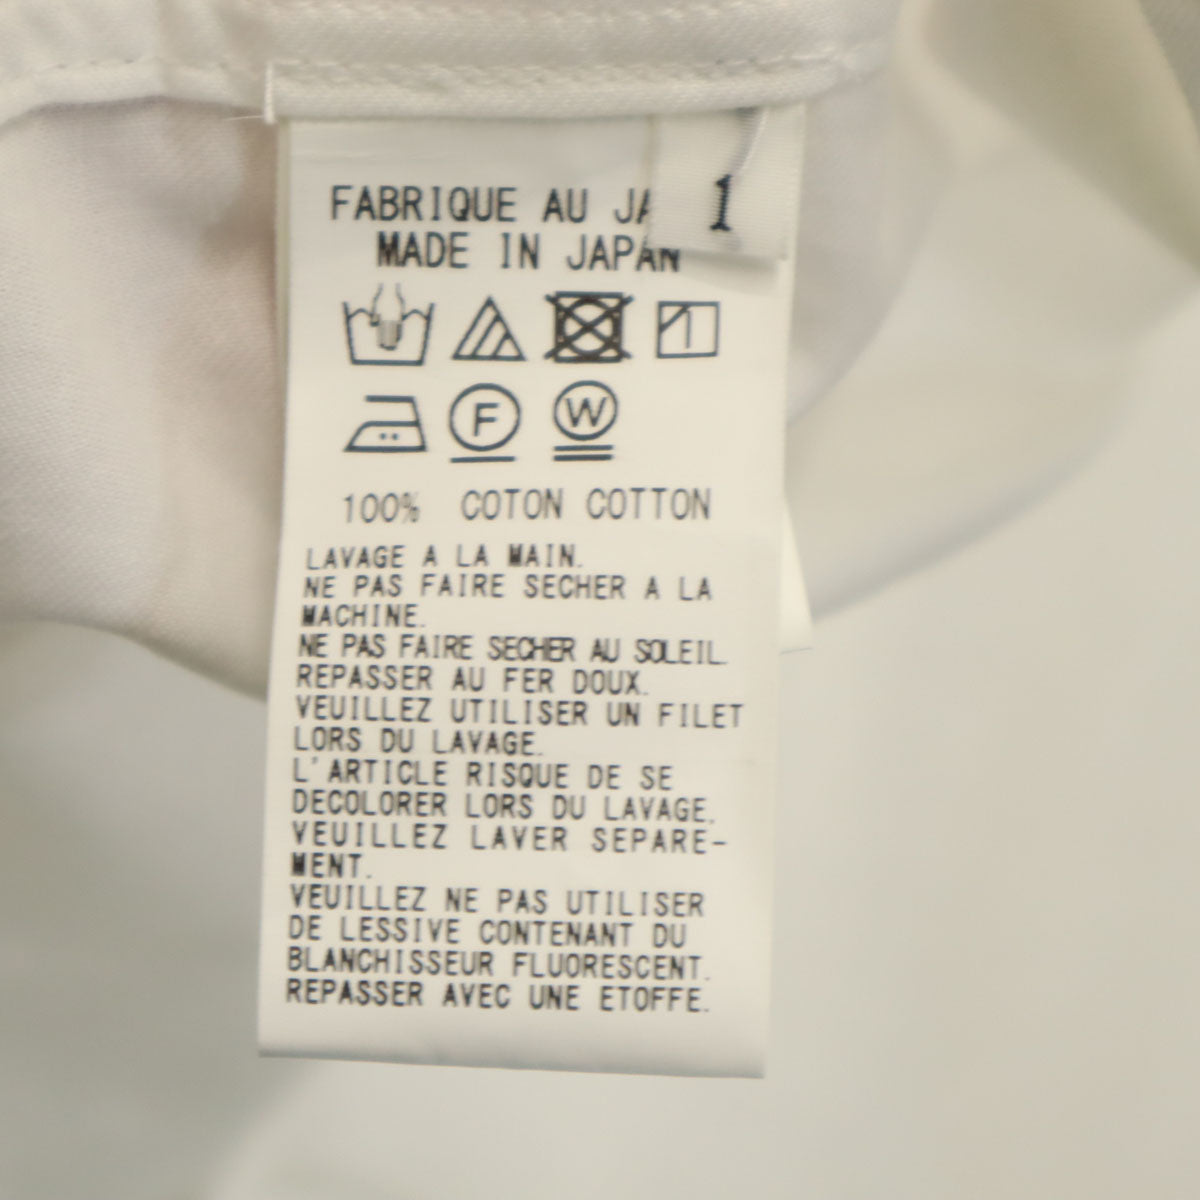 FABRIQUE AU
1
MADE IN JAPAN
F
W
100% COTON COTTON
LAVAGE A LA MAIN.
NE PAS FAIRE SECHER A LA
MACHINE.
NE PAS FAIRE SECHER AU SOLEIL.
REPASSER AU FER DOUX.
VEUILLEZ UTILISER UN FILET
LORS DU LAVAGE.
L'ARTICLE RISQUE DE SE
DECOLORER LORS DU LAVAGE.
VEUILLEZ LAVER SEPARE-
MENT.
VEUILLEZ NE PAS UTILISER
DE LESSIVE CONTENANT DU
BLANCHISSEUR FLUORESCENT.
REPASSER AVEC UNE ETOFFE.